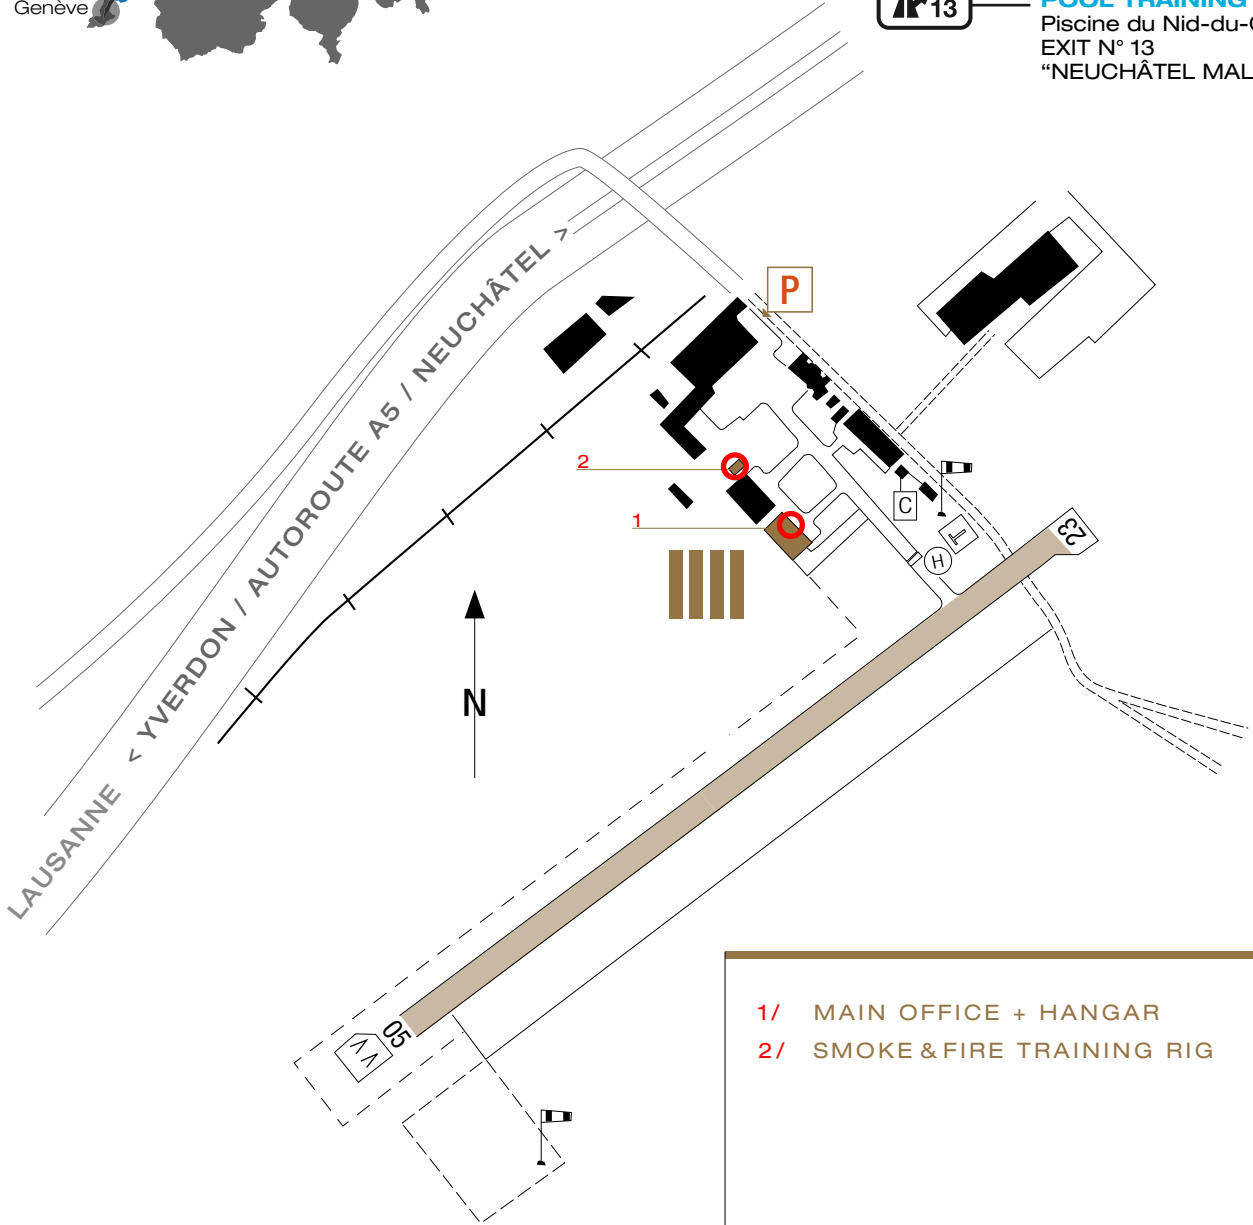 Genève
13
POOL TRAINING
Piscine du Nid-du-
EXIT N° 13
“NEUCHÂTEL MAL
P
LAUSANNE < YVERDON / AUTOROUTE A5 / NEUCHÂTEL >
2
1
C
T
H
23
N
05
1/ MAIN OFFICE + HANGAR
2/ SMOKE & FIRE TRAINING RIG